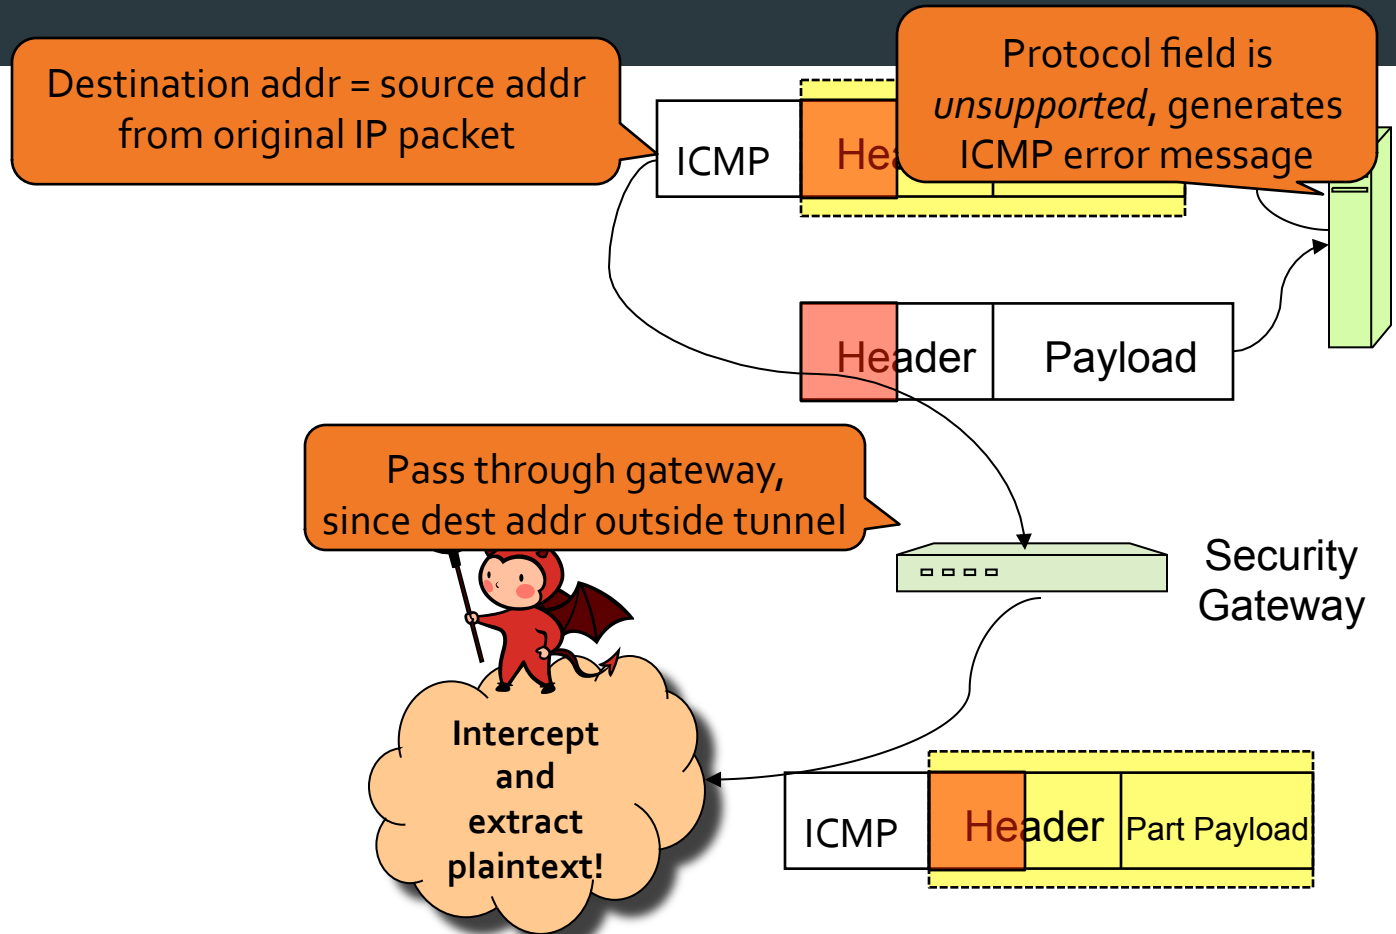 Destination addr = source addr
from original IP packet
Protocol field is
unsupported, generates
ICMP error message
ICMP
Header
Payload
Pass through gateway,
since dest addr outside tunnel
Security
Gateway
Intercept
and
extract
plaintext!
ICMP
Header
Part Payload